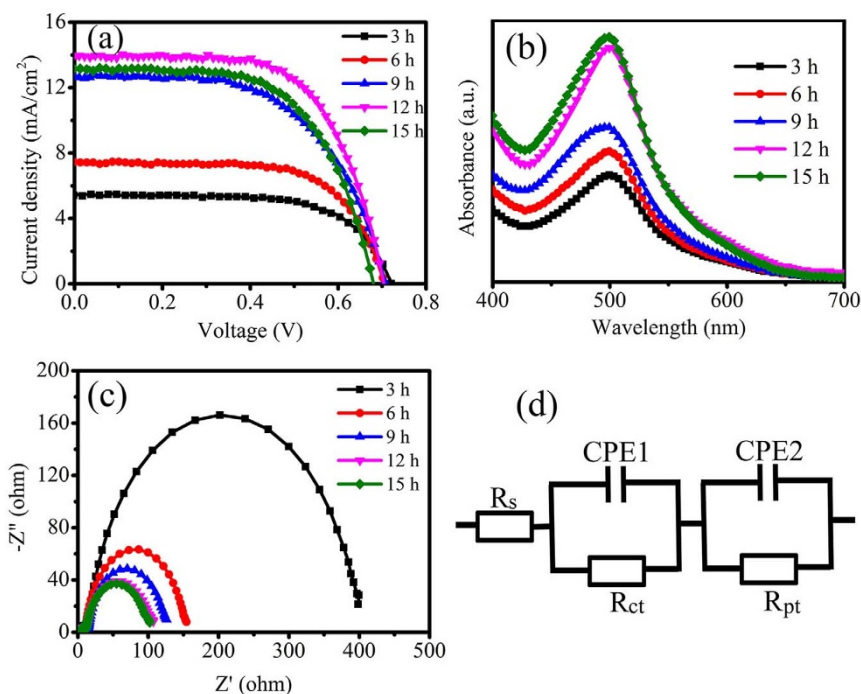 (a)
3 h
6 h
9 h
12 h
15 h
Current density (mA/cm²)
16
12
8
4
0
0.0 0.2 0.4 0.6 0.8
Voltage (V)
(b)
3 h
6 h
9 h
12 h
15 h
Absorbance (a.u.)
400 500 600 700
Wavelength (nm)
(c)
3 h
6 h
9 h
12 h
15 h
-Z" (ohm)
200
160
120
80
40
0
0 100 200 300 400 500
Z' (ohm)
(d)
CPE1 CPE2
Rs
Rct Rpt